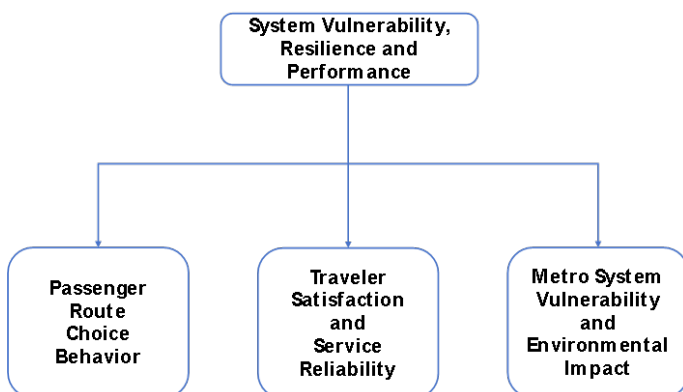 System Vulnerability,
Resilience and
Performance
Passenger
Route
Choice
Behavior
Traveler
Satisfaction
and
Service
Reliability
Metro System
Vulnerability
and
Environmental
Impact